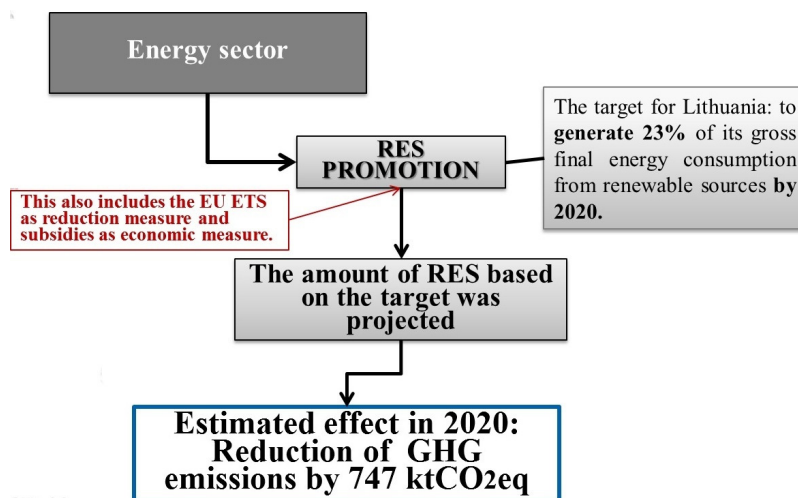 Energy sector
RES
PROMOTION
The target for Lithuania: to
generate 23% of its gross
final energy consumption
from renewable sources by
2020.
This also includes the EU ETS
as reduction measure and
subsidies as economic measure.
The amount of RES based
on the target was
projected
Estimated effect in 2020:
Reduction of GHG
emissions by 747 ktCO2eq